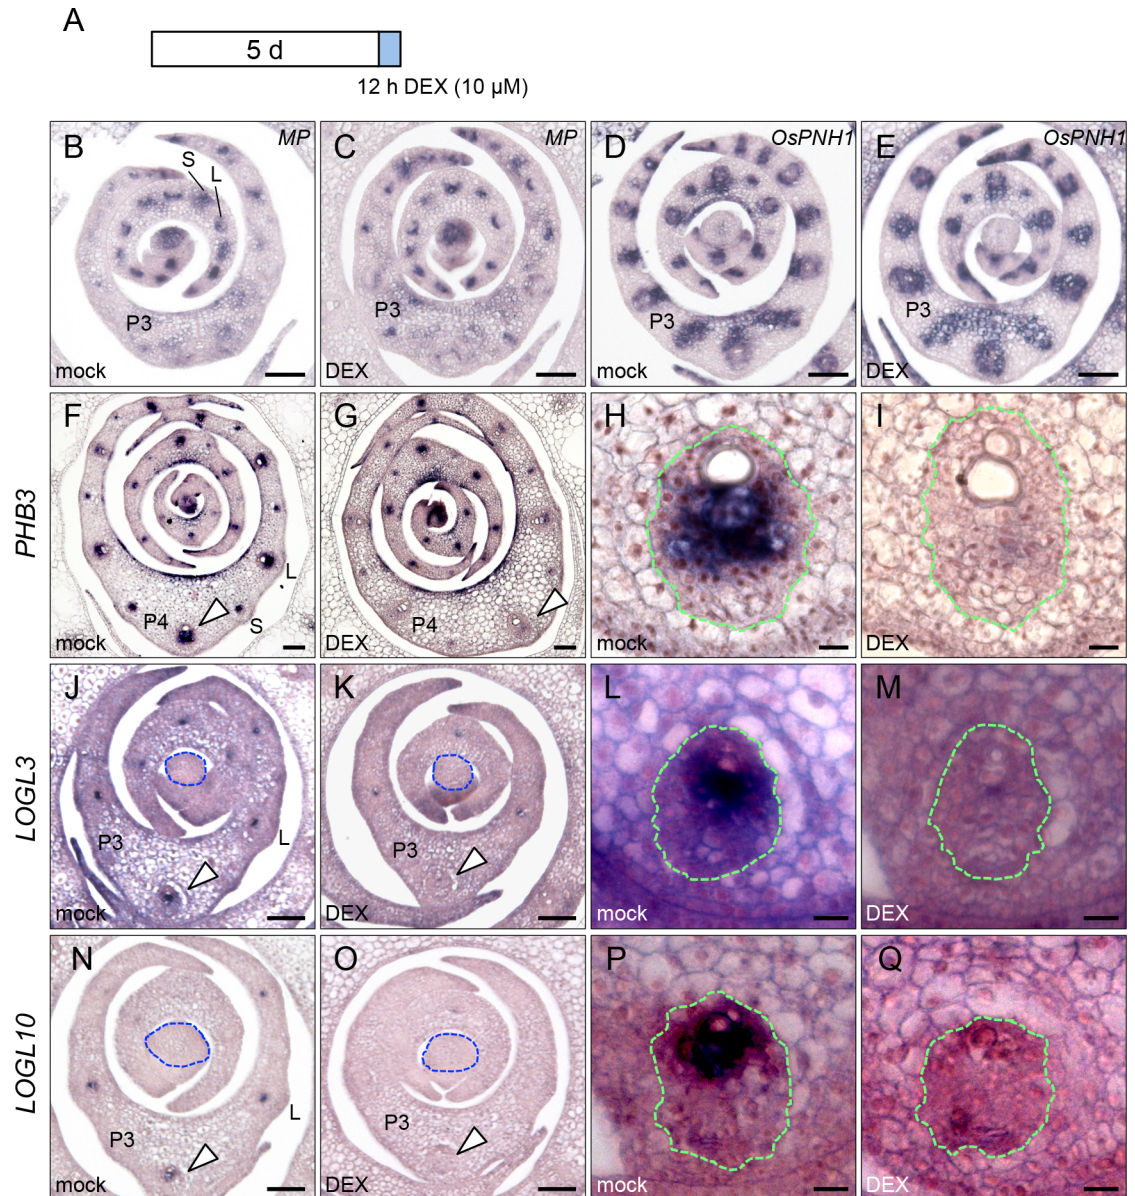 A
5 d
12 h DEX (10 µM)
B
MP
S
L
P3
mock
C
MP
P3
DEX
D
OsPNH1
P3
mock
E
OsPNH1
P3
DEX
PHB3
F
L
P4
S
mock
G
P4
DEX
H
mock
I
DEX
LOGL3
J
P3
L
mock
K
P3
DEX
L
mock
M
DEX
LOGL10
N
L
P3
mock
O
P3
DEX
P
mock
Q
DEX